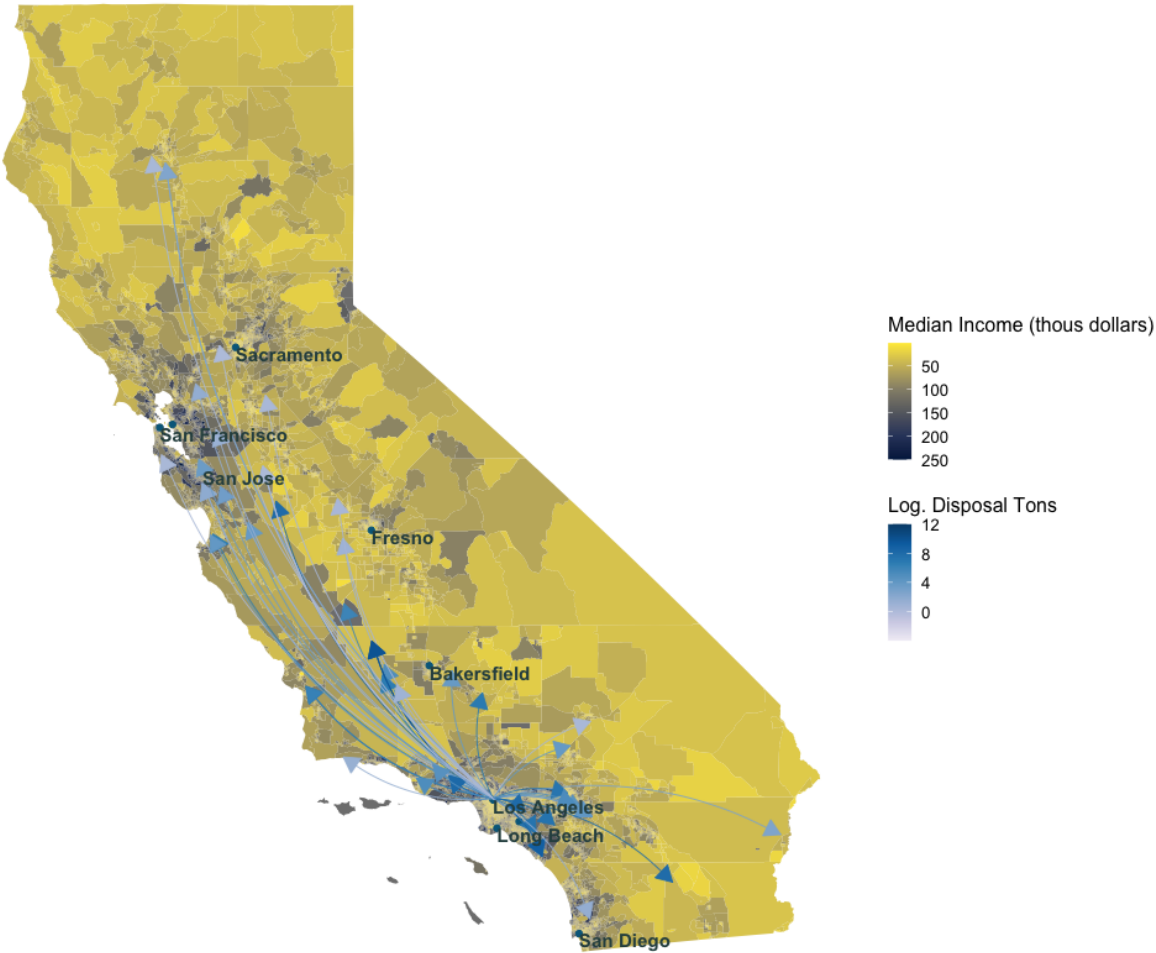 Sacramento
San Francisco
San Jose
Fresno
Bakersfield
Los Angeles
Long Beach
San Diego
Median Income (thous dollars)
50
100
150
200
250
Log. Disposal Tons
12
8
4
0